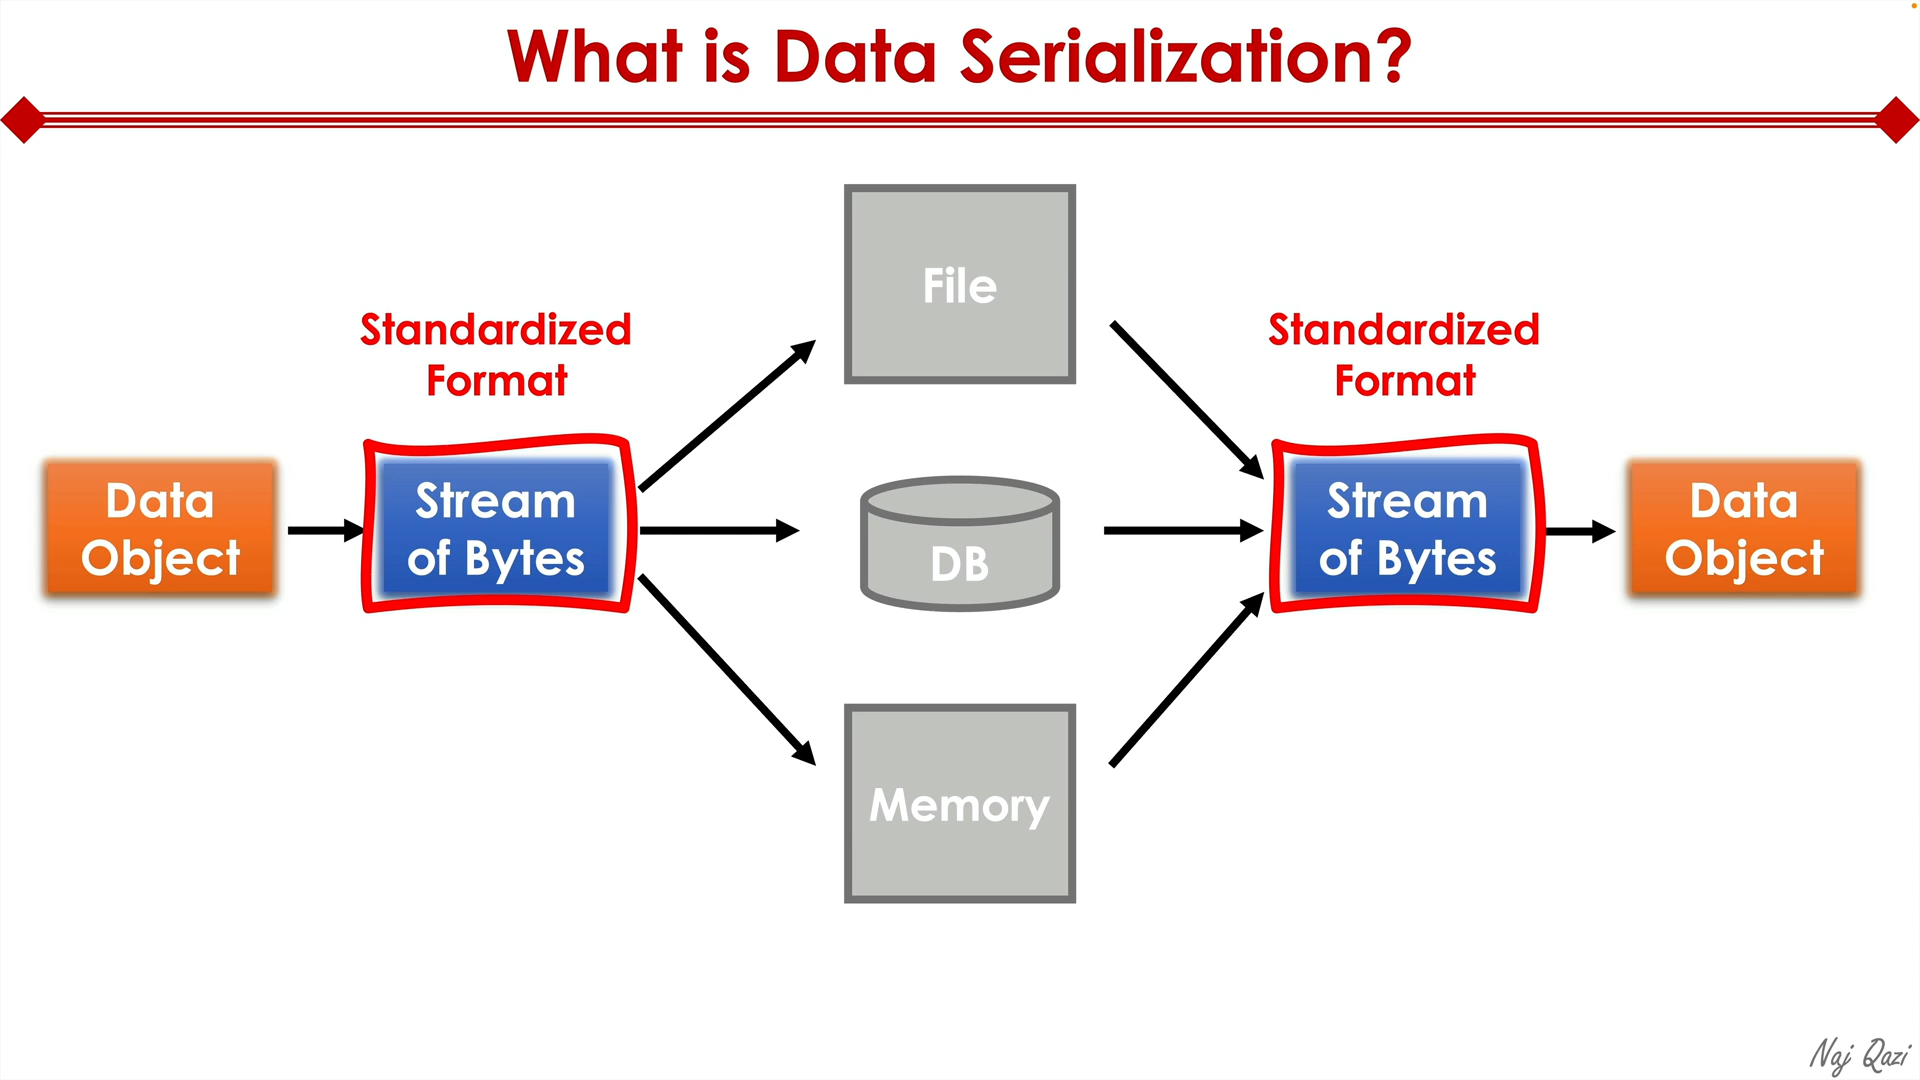 What is Data Serialization?
File
Standardized
Format
Standardized
Format
Data
Object
Stream
of Bytes
DB
Stream
of Bytes
Data
Object
Memory
Naj Qazi